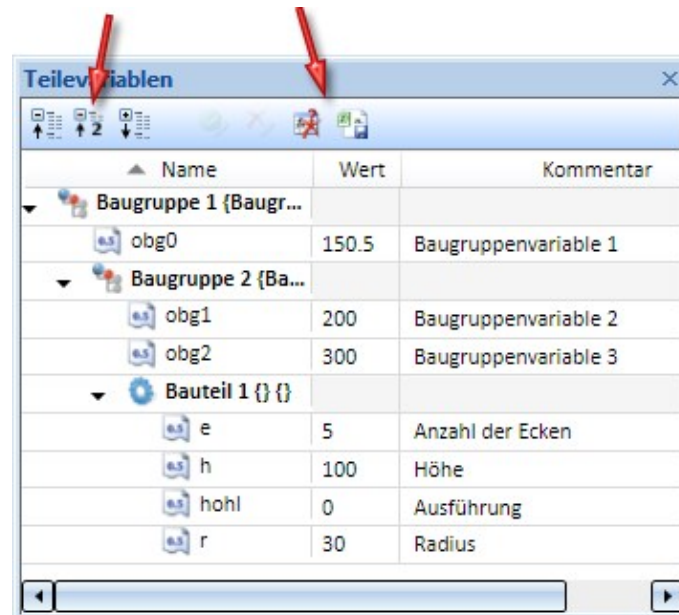 Teilevariablen
2
Name Wert Kommentar
Baugruppe 1 {Baugr...
obg0 150.5 Baugruppenvariable 1
Baugruppe 2 {Ba...
obg1 200 Baugruppenvariable 2
obg2 300 Baugruppenvariable 3
Bauteil 1 {} {}
e 5 Anzahl der Ecken
h 100 Höhe
hohl 0 Ausführung
r 30 Radius